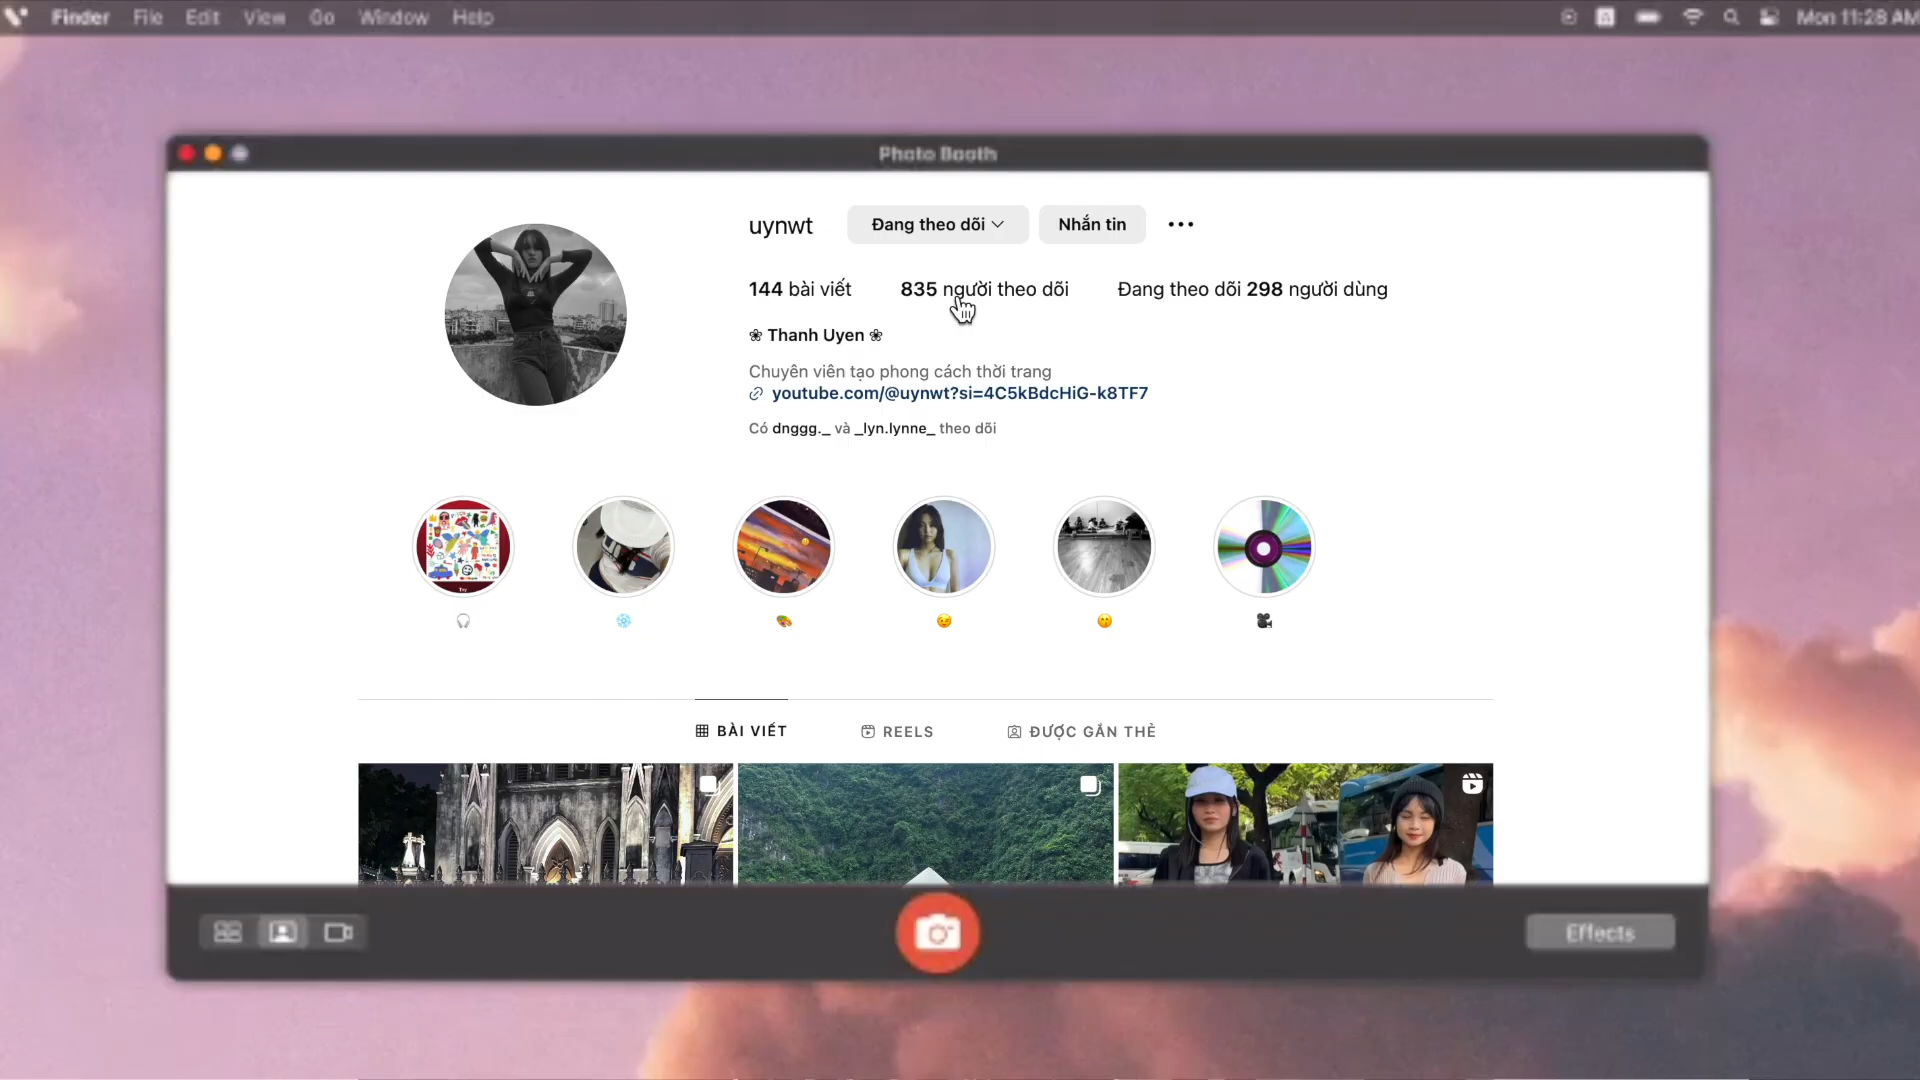 Finder File Edit View Go Window Help Mon 11:28 AM
Photo Booth
uynwt Đang theo dõi Nhắn tin
144 bài viết 835 người theo dõi Đang theo dõi 298 người dùng
❀ Thanh Uyen ❀
Chuyên viên tạo phong cách thời trang
youtube.com/@uynwt?si=4C5kBdcHiG-k8TF7
Có dnggg._ và _lyn.lynne_ theo dõi
BÀI VIẾT REELS ĐƯỢC GẮN THẺ
Effects